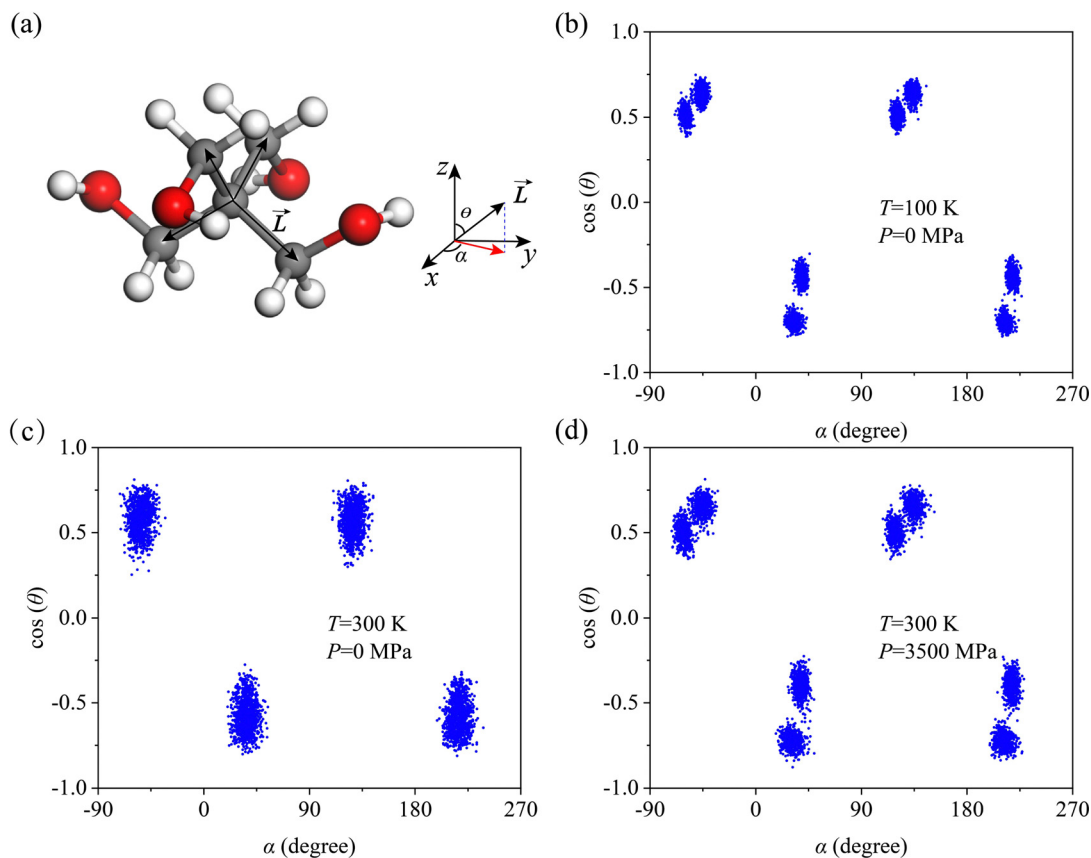 (a)
L
z
L
θ
α
x
y
(b)
1.0
0.5
0.0
-0.5
-1.0
cos (θ)
T=100 K
P=0 MPa
-90
0
90
180
270
α (degree)
(c)
1.0
0.5
0.0
-0.5
-1.0
cos (θ)
T=300 K
P=0 MPa
-90
0
90
180
270
α (degree)
(d)
1.0
0.5
0.0
-0.5
-1.0
cos (θ)
T=300 K
P=3500 MPa
-90
0
90
180
270
α (degree)